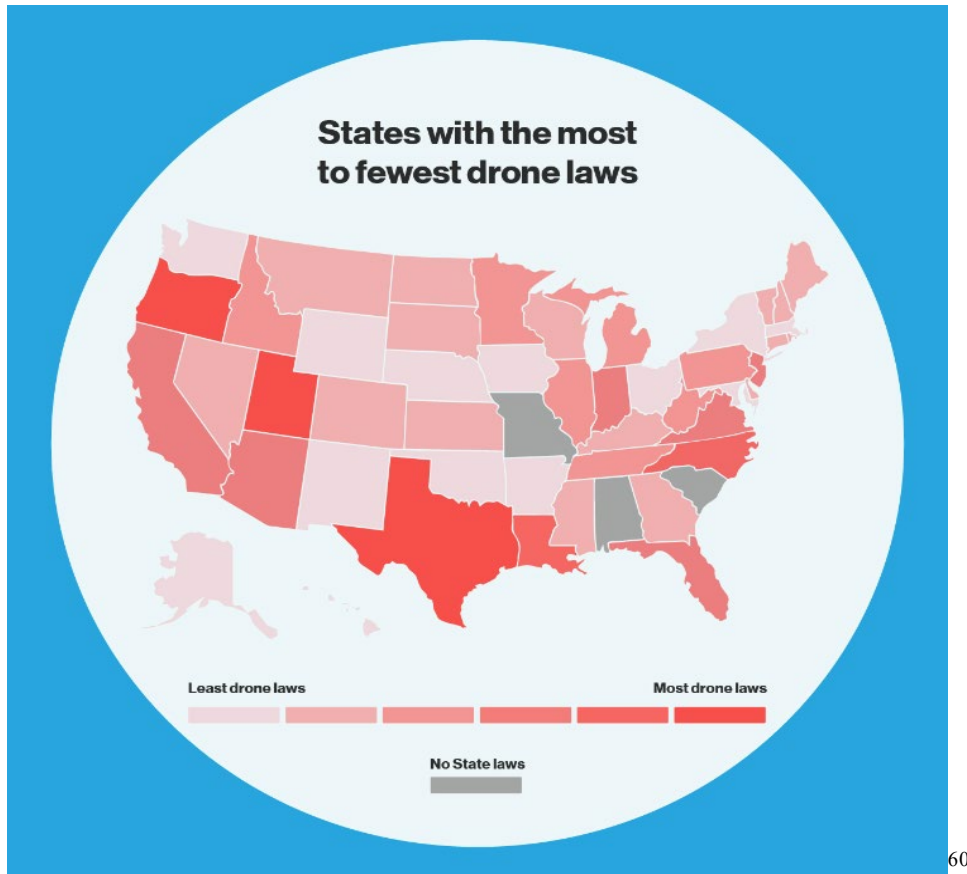 States with the most
to fewest drone laws
Least drone laws
Most drone laws
No State laws
60